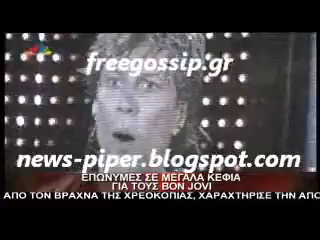 freegossip.gr
news-piper.blogspot.com
ΕΠΩΝΥΜΕΣ ΣΕ ΜΕΓΑΛΑ ΚΕΦΙΑ
ΓΙΑ ΤΟΥΣ BON JOVI
ΑΠΟ ΤΟΝ ΒΡΑΧΝΑ ΤΗΣ ΧΡΕΟΚΟΠΙΑΣ, ΧΑΡΑΚΤΗΡΙΣΕ ΤΗΝ ΑΠΟ